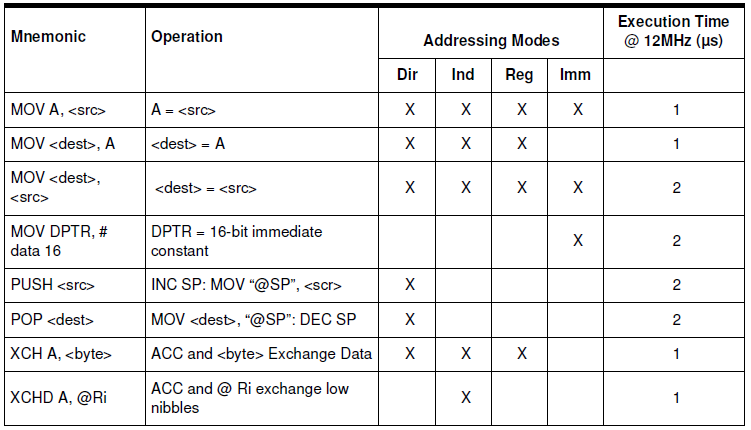 Mnemonic Operation Addressing Modes Execution Time
@ 12MHz (µs)
Dir Ind Reg Imm
MOV A, <src> A = <src> X X X X 1
MOV <dest>, A <dest> = A X X X 1
MOV <dest>,
<src> <dest> = <src> X X X X 2
MOV DPTR, #
data 16 DPTR = 16-bit immediate
constant X 2
PUSH <src> INC SP: MOV “@SP”, <scr> X 2
POP <dest> MOV <dest>, “@SP”: DEC SP X 2
XCH A, <byte> ACC and <byte> Exchange Data X X X 1
XCHD A, @Ri ACC and @ Ri exchange low
nibbles X 1